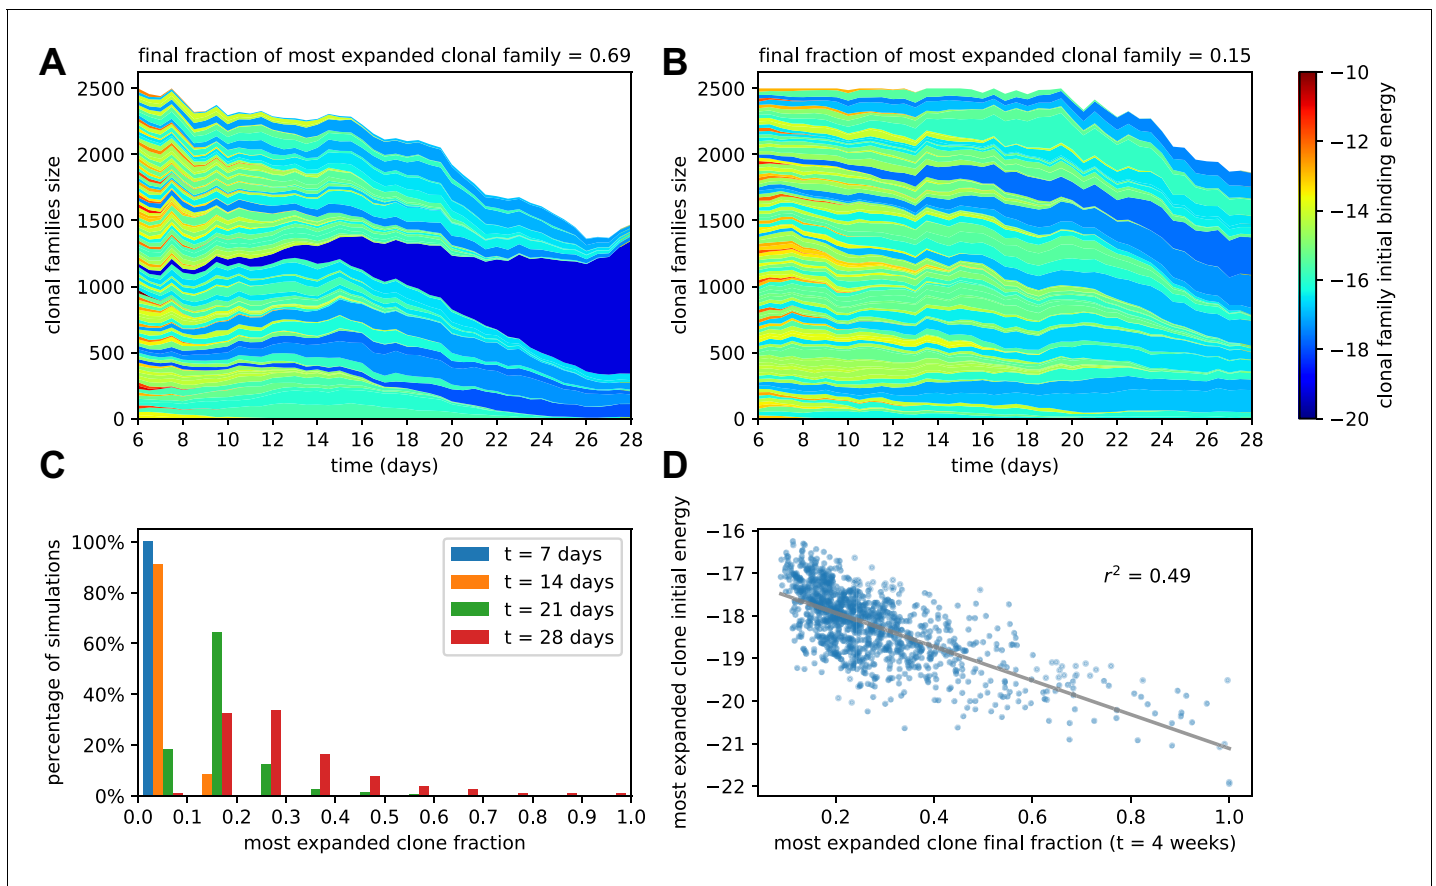 A
final fraction of most expanded clonal family = 0.69
clonal families size
2500
2000
1500
1000
500
0
6 8 10 12 14 16 18 20 22 24 26 28
time (days)
B
final fraction of most expanded clonal family = 0.15
clonal families size
2500
2000
1500
1000
500
0
6 8 10 12 14 16 18 20 22 24 26 28
time (days)
−10
−12
−14
−16
−18
−20
clonal family initial binding energy
C
percentage of simulations
100%
80%
60%
40%
20%
0%
t = 7 days
t = 14 days
t = 21 days
t = 28 days
0.0 0.1 0.2 0.3 0.4 0.5 0.6 0.7 0.8 0.9 1.0
most expanded clone fraction
D
most expanded clone initial energy
−16
−17
−18
−19
−20
−21
−22
r² = 0.49
0.2 0.4 0.6 0.8 1.0
most expanded clone final fraction (t = 4 weeks)